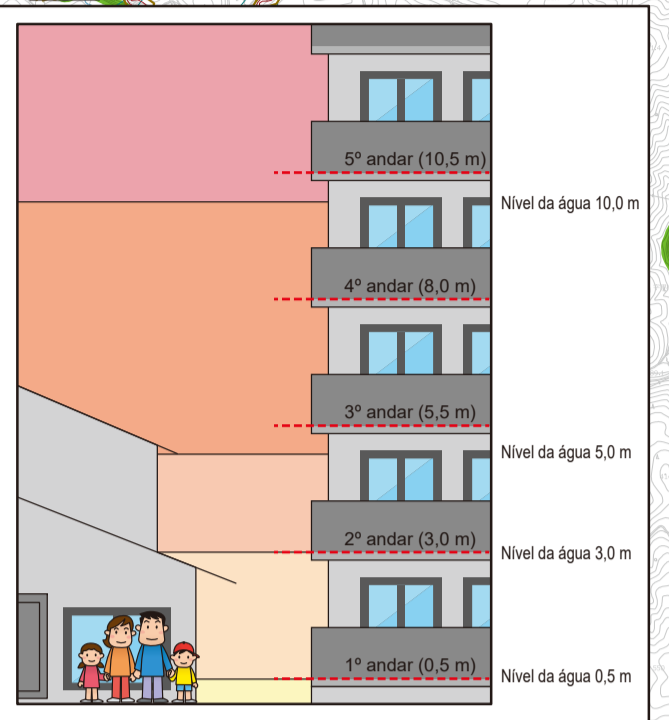 5º andar (10,5 m)
Nível da água 10,0 m
4º andar (8,0 m)
3º andar (5,5 m)
Nível da água 5,0 m
2º andar (3,0 m)
Nível da água 3,0 m
1º andar (0,5 m)
Nível da água 0,5 m